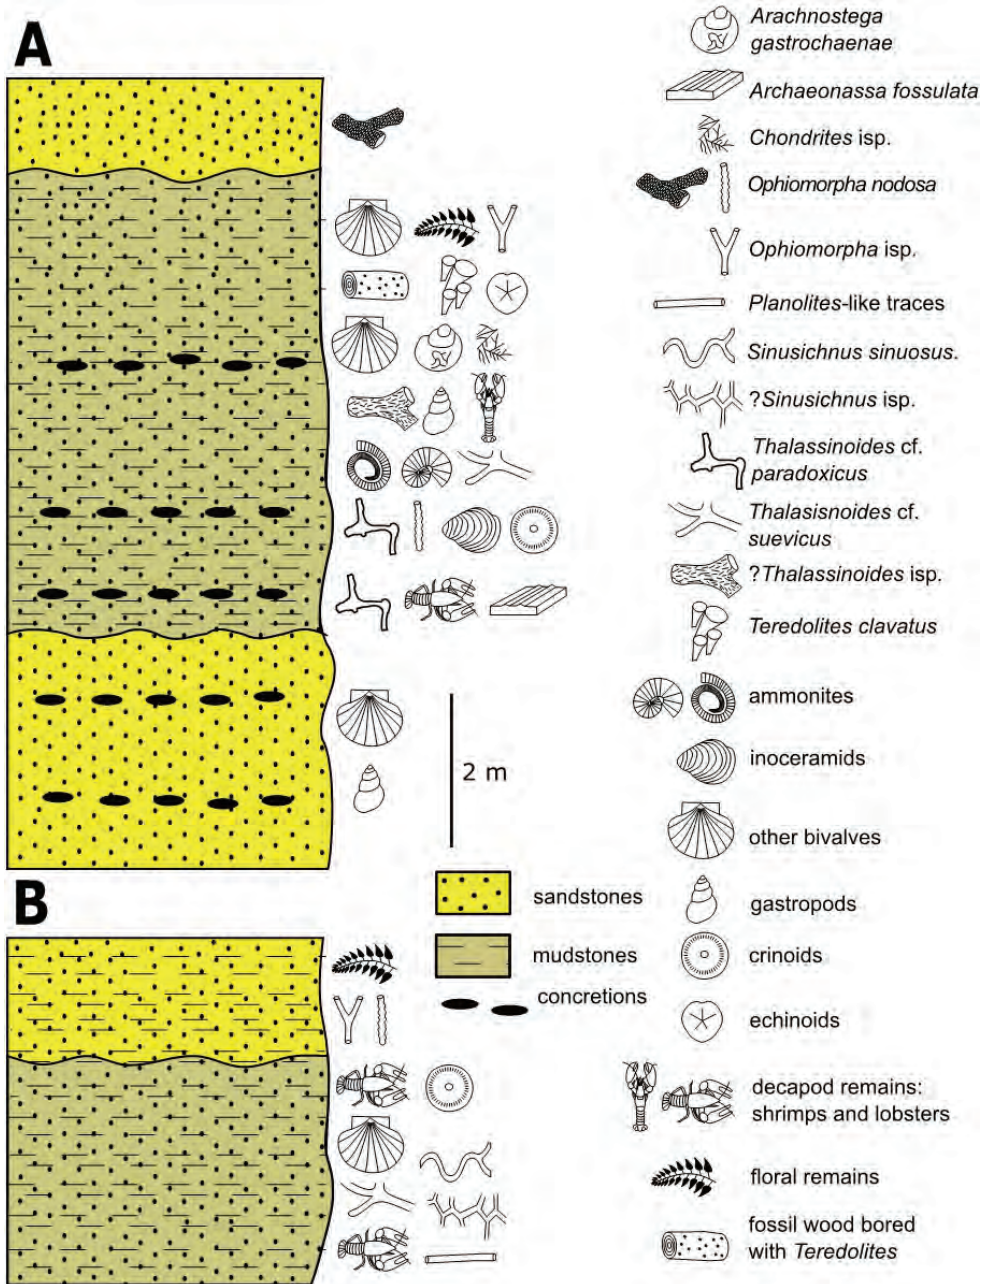 A
Arachnostega
gastrochaenae
Archaeonassa fossulata
Chondrites isp.
Ophiomorpha nodosa
Ophiomorpha isp.
Planolites-like traces
Sinusichnus sinuosus.
?Sinusichnus isp.
Thalassinoides cf.
paradoxicus
Thalasisnoides cf.
suevicus
?Thalassinoides isp.
Teredolites clavatus
ammonites
inoceramids
other bivalves
gastropods
crinoids
echinoids
decapod remains:
shrimps and lobsters
floral remains
fossil wood bored
with Teredolites
2 m
sandstones
mudstones
concretions
B